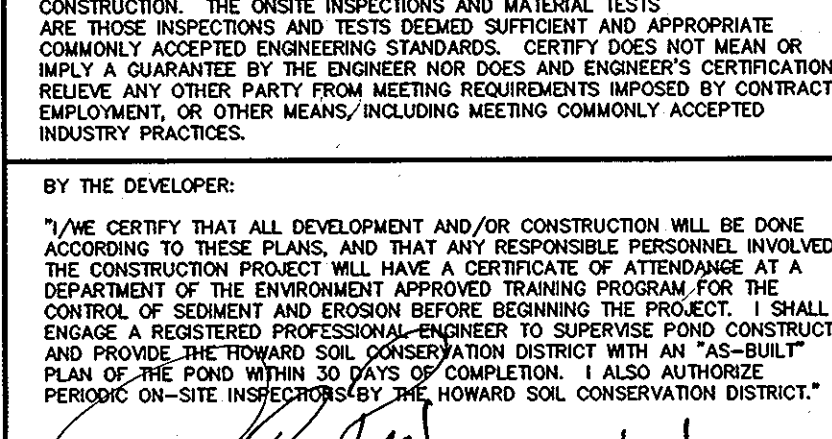 CONSTRUCTION. THE ONSITE INSPECTIONS AND MATERIAL TESTS
ARE THOSE INSPECTIONS AND TESTS DEEMED SUFFICIENT AND APPROPRIATE
COMMONLY ACCEPTED ENGINEERING STANDARDS. CERTIFY DOES NOT MEAN OR
IMPLY A GUARANTEE BY THE ENGINEER NOR DOES AND ENGINEER'S CERTIFICATION
RELIEVE ANY OTHER PARTY FROM MEETING REQUIREMENTS IMPOSED BY CONTRACT
EMPLOYMENT, OR OTHER MEANS, INCLUDING MEETING COMMONLY ACCEPTED
INDUSTRY PRACTICES.
BY THE DEVELOPER:
"I/WE CERTIFY THAT ALL DEVELOPMENT AND/OR CONSTRUCTION WILL BE DONE
ACCORDING TO THESE PLANS, AND THAT ANY RESPONSIBLE PERSONNEL INVOLVED
THE CONSTRUCTION PROJECT WILL HAVE A CERTIFICATE OF ATTENDANCE AT A
DEPARTMENT OF THE ENVIRONMENT APPROVED TRAINING PROGRAM FOR THE
CONTROL OF SEDIMENT AND EROSION BEFORE BEGINNING THE PROJECT. I SHALL
ENGAGE A REGISTERED PROFESSIONAL ENGINEER TO SUPERVISE POND CONSTRUCT
AND PROVIDE THE HOWARD SOIL CONSERVATION DISTRICT WITH AN "AS-BUILT"
PLAN OF THE POND WITHIN 30 DAYS OF COMPLETION. I ALSO AUTHORIZE
PERIODIC ON-SITE INSPECTIONS BY THE HOWARD SOIL CONSERVATION DISTRICT."